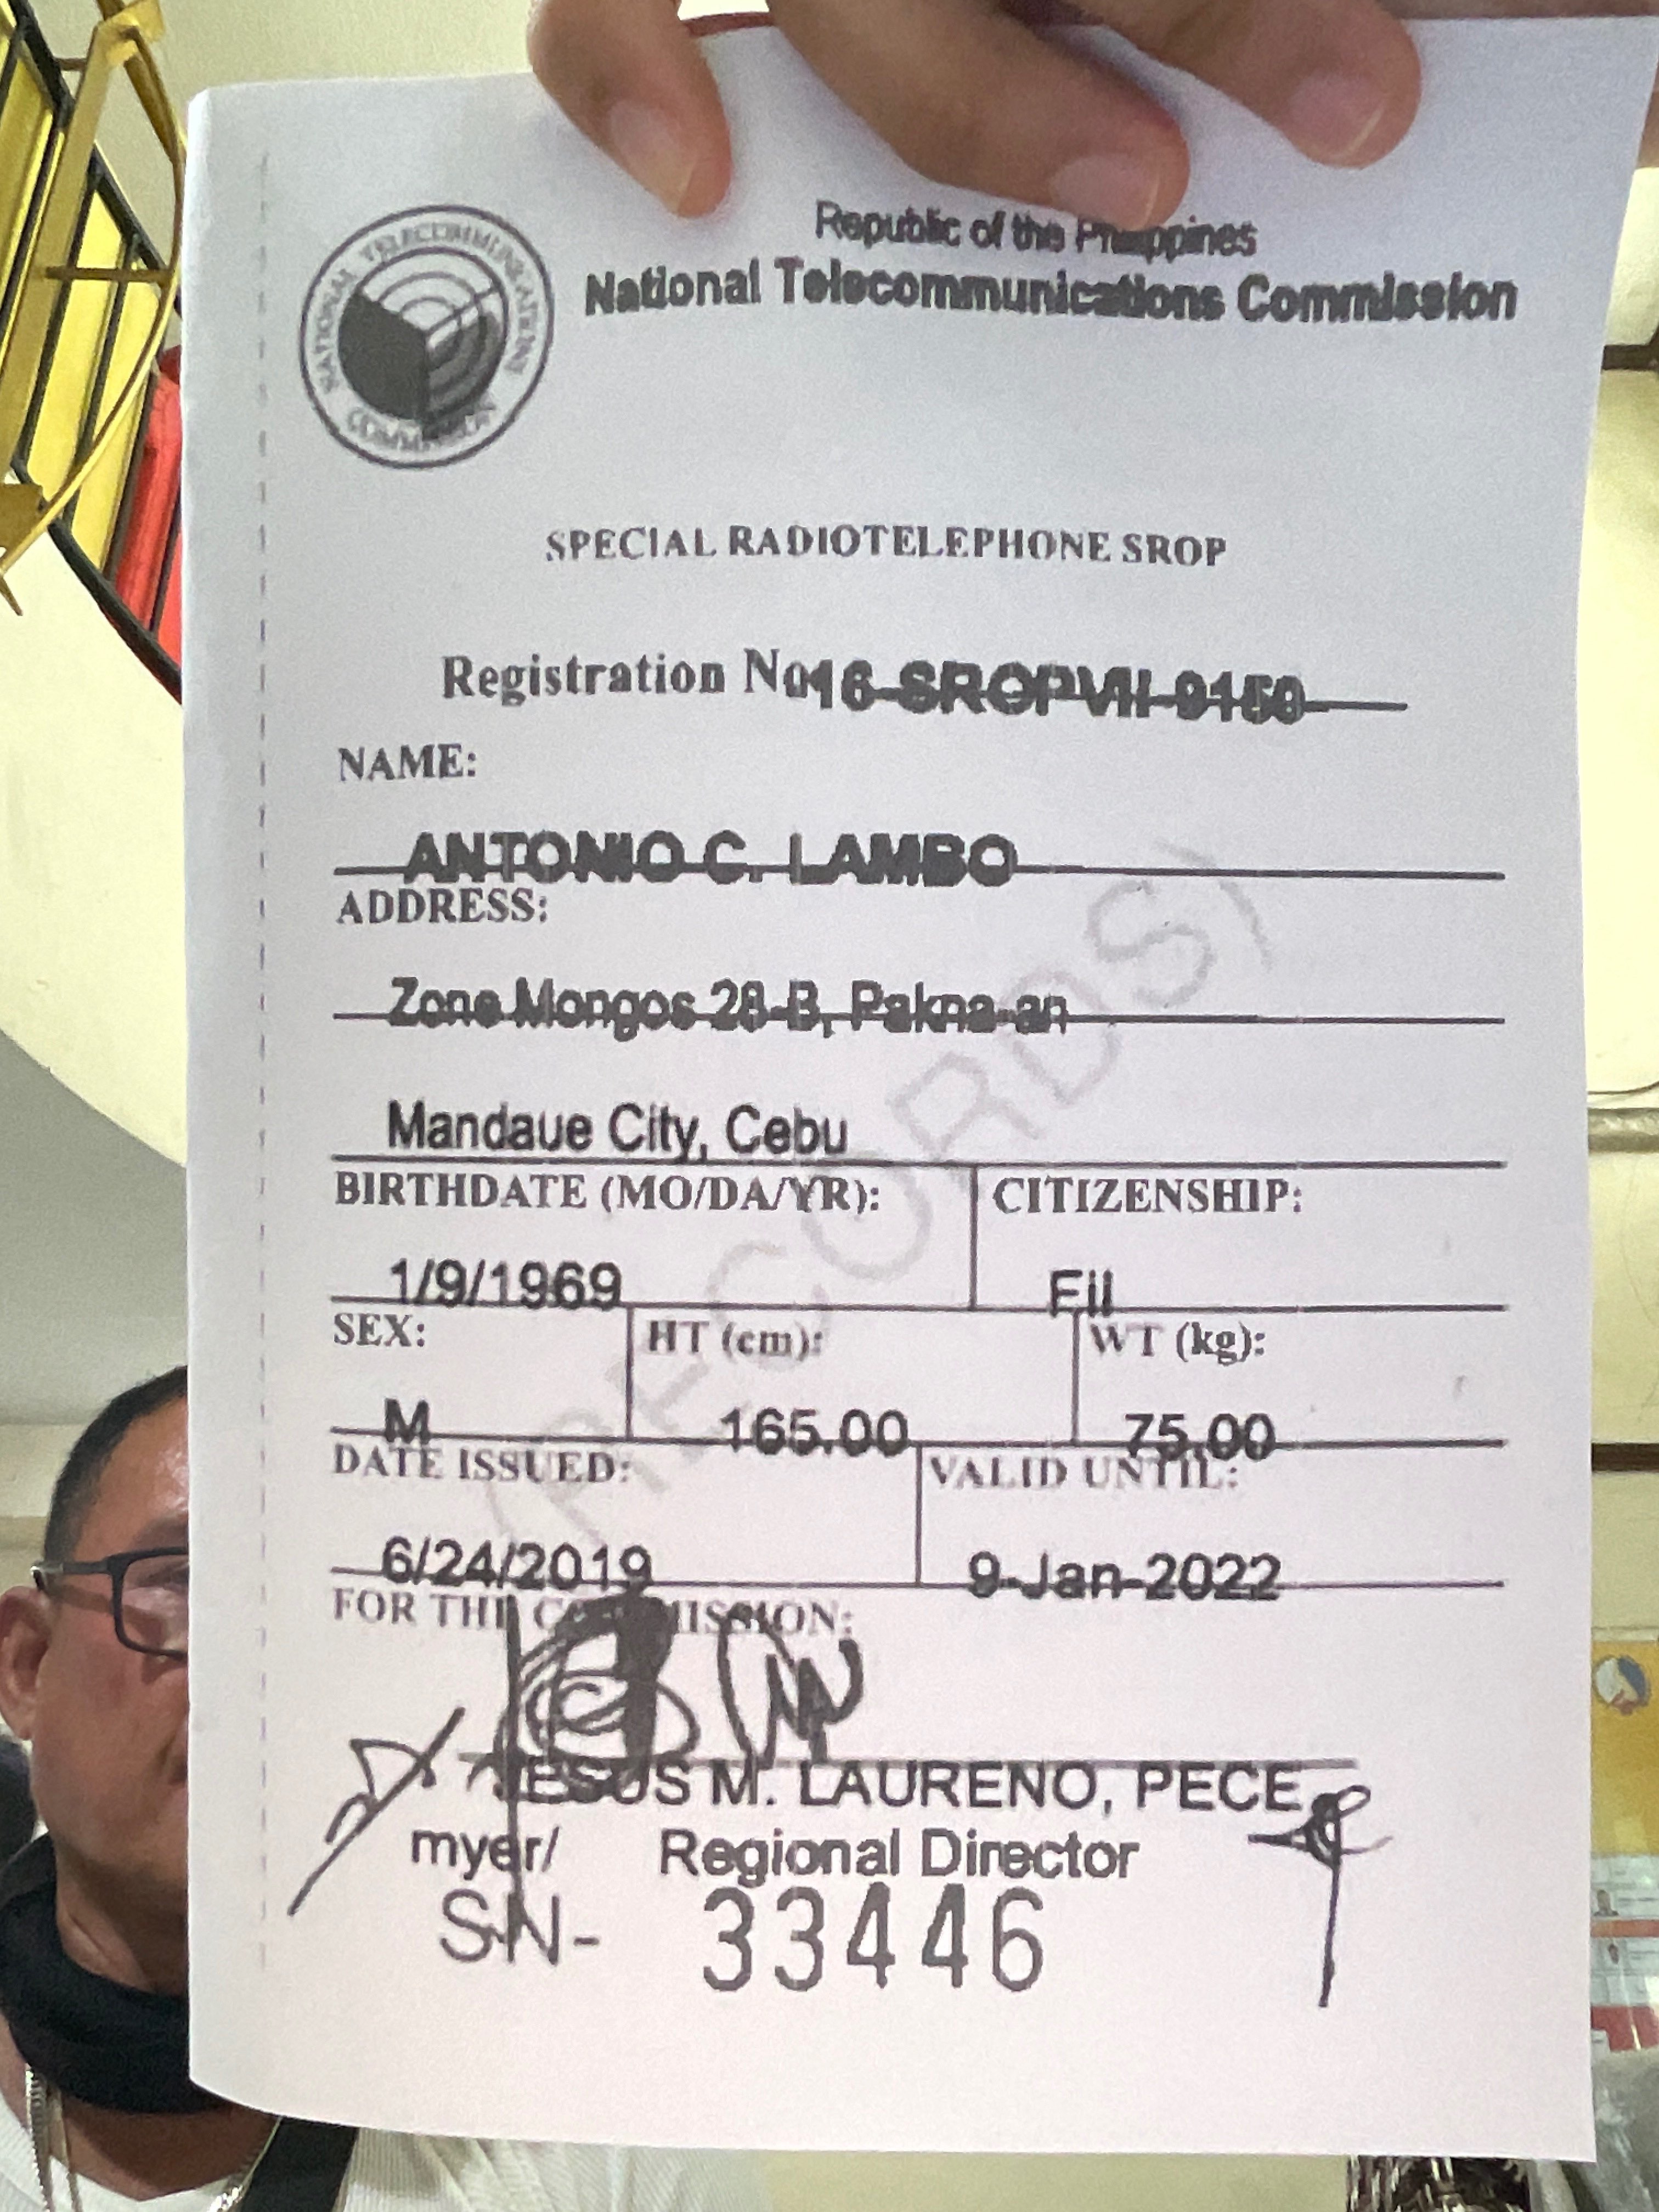 Republic of the Philippines
National Telecommunications Commission
NATIONAL TELECOMMUNICATIONS COMMISSION
SPECIAL RADIOTELEPHONE SROP
Registration No. 16-SROPVII-9150
NAME:
ANTONIO C. LAMBO
ADDRESS:
Zone Mongos 28-B, Pakna-an
Mandaue City, Cebu
BIRTHDATE (MO/DA/YR): CITIZENSHIP:
1/9/1969 Fil
SEX: HT (cm): WT (kg):
M 165.00 75.00
DATE ISSUED: VALID UNTIL:
6/24/2019 9-Jan-2022
FOR THE COMMISSION:
JESUS M. LAURENO, PECE
myer/ Regional Director
SN- 33446
(RECORDS)